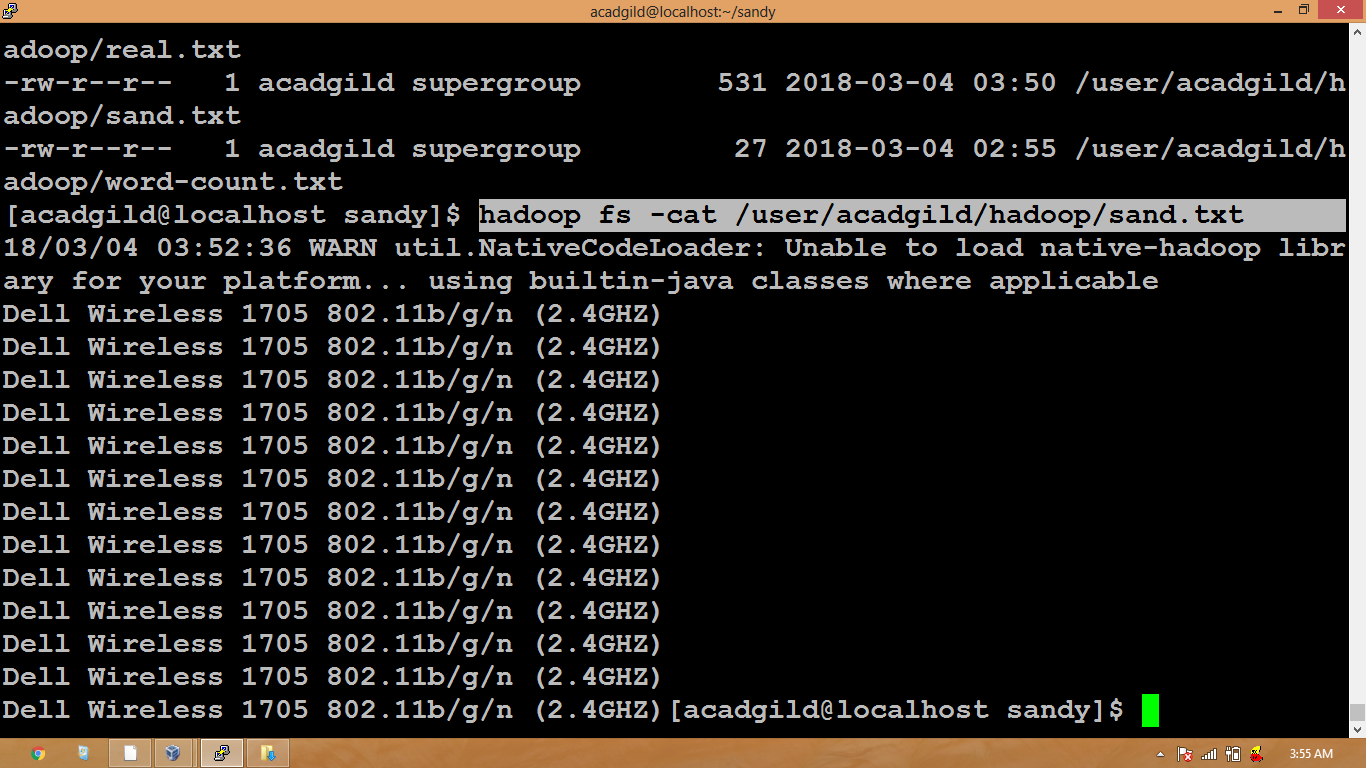 acadgild@localhost:~/sandy
adoop/real.txt
-rw-r--r--   1 acadgild supergroup        531 2018-03-04 03:50 /user/acadgild/h
adoop/sand.txt
-rw-r--r--   1 acadgild supergroup         27 2018-03-04 02:55 /user/acadgild/h
adoop/word-count.txt
[acadgild@localhost sandy]$ hadoop fs -cat /user/acadgild/hadoop/sand.txt
18/03/04 03:52:36 WARN util.NativeCodeLoader: Unable to load native-hadoop libr
ary for your platform... using builtin-java classes where applicable
Dell Wireless 1705 802.11b/g/n (2.4GHZ)
Dell Wireless 1705 802.11b/g/n (2.4GHZ)
Dell Wireless 1705 802.11b/g/n (2.4GHZ)
Dell Wireless 1705 802.11b/g/n (2.4GHZ)
Dell Wireless 1705 802.11b/g/n (2.4GHZ)
Dell Wireless 1705 802.11b/g/n (2.4GHZ)
Dell Wireless 1705 802.11b/g/n (2.4GHZ)
Dell Wireless 1705 802.11b/g/n (2.4GHZ)
Dell Wireless 1705 802.11b/g/n (2.4GHZ)
Dell Wireless 1705 802.11b/g/n (2.4GHZ)
Dell Wireless 1705 802.11b/g/n (2.4GHZ)
Dell Wireless 1705 802.11b/g/n (2.4GHZ)
Dell Wireless 1705 802.11b/g/n (2.4GHZ)[acadgild@localhost sandy]$
3:55 AM